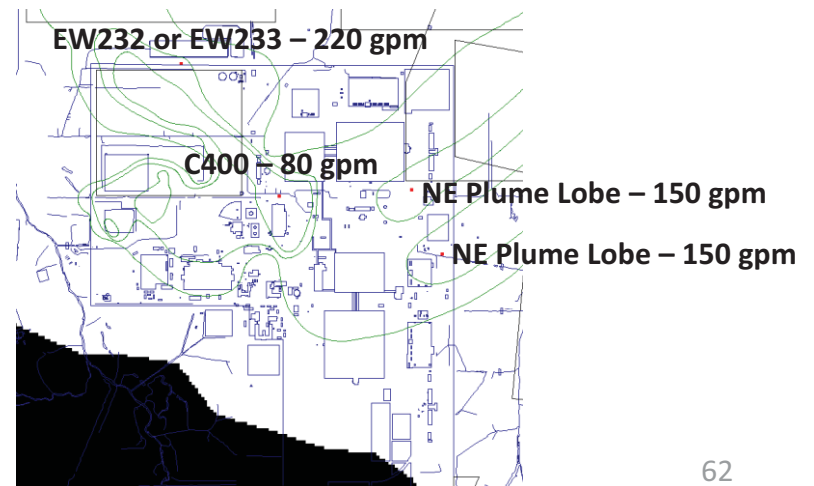 EW232 or EW233 – 220 gpm
C400 – 80 gpm
NE Plume Lobe – 150 gpm
NE Plume Lobe – 150 gpm
62